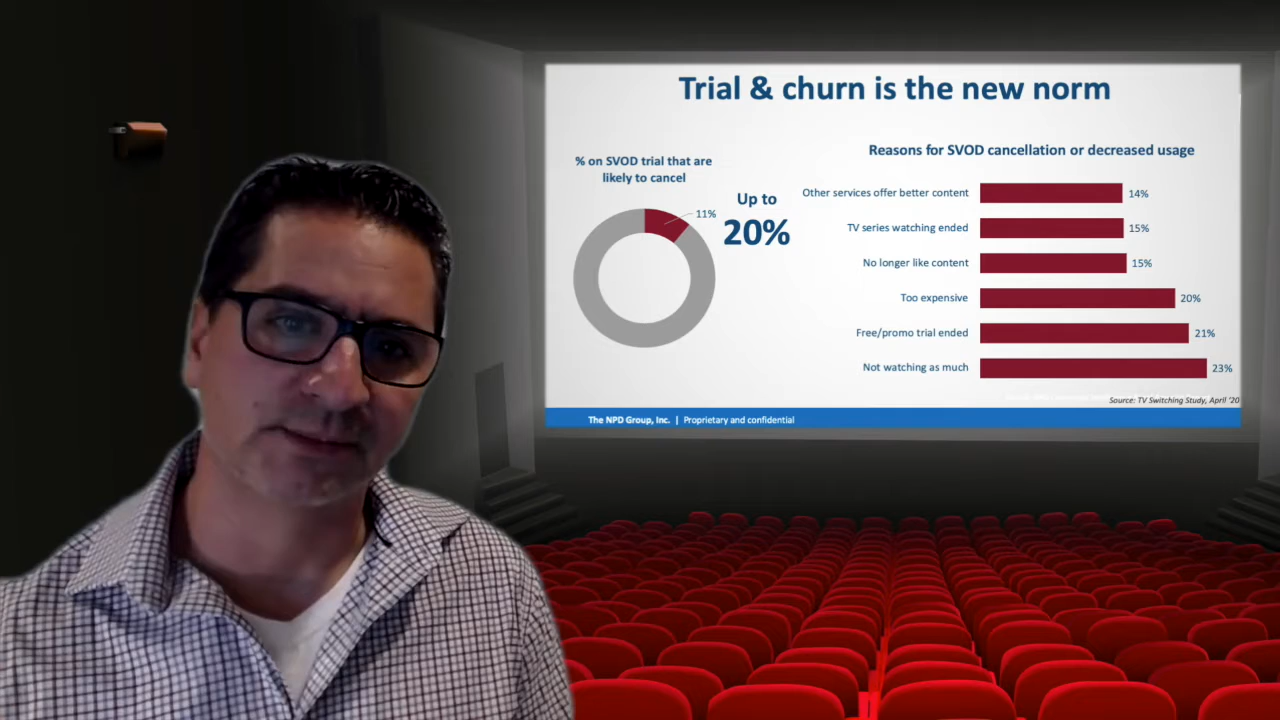 Trial & churn is the new norm
% on SVOD trial that are
likely to cancel
11%
Up to
20%
Reasons for SVOD cancellation or decreased usage
Other services offer better content 14%
TV series watching ended 15%
No longer like content 15%
Too expensive 20%
Free/promo trial ended 21%
Not watching as much 23%
Source: TV Switching Study, April '20
The NPD Group, Inc. | Proprietary and confidential